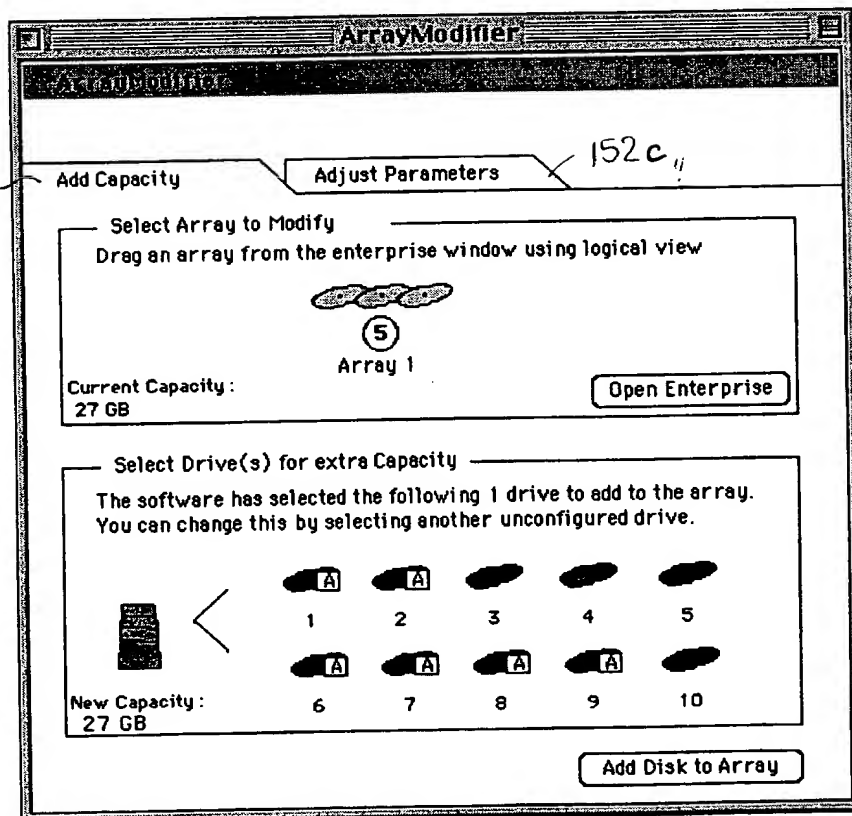 ArrayModifier
ArrayModifier
Add Capacity
Adjust Parameters
152c
Select Array to Modify
Drag an array from the enterprise window using logical view
5
Array 1
Current Capacity:
27 GB
Open Enterprise
Select Drive(s) for extra Capacity
The software has selected the following 1 drive to add to the array.
You can change this by selecting another unconfigured drive.
A A
1 2 3 4 5
A A A A
6 7 8 9 10
New Capacity:
27 GB
Add Disk to Array